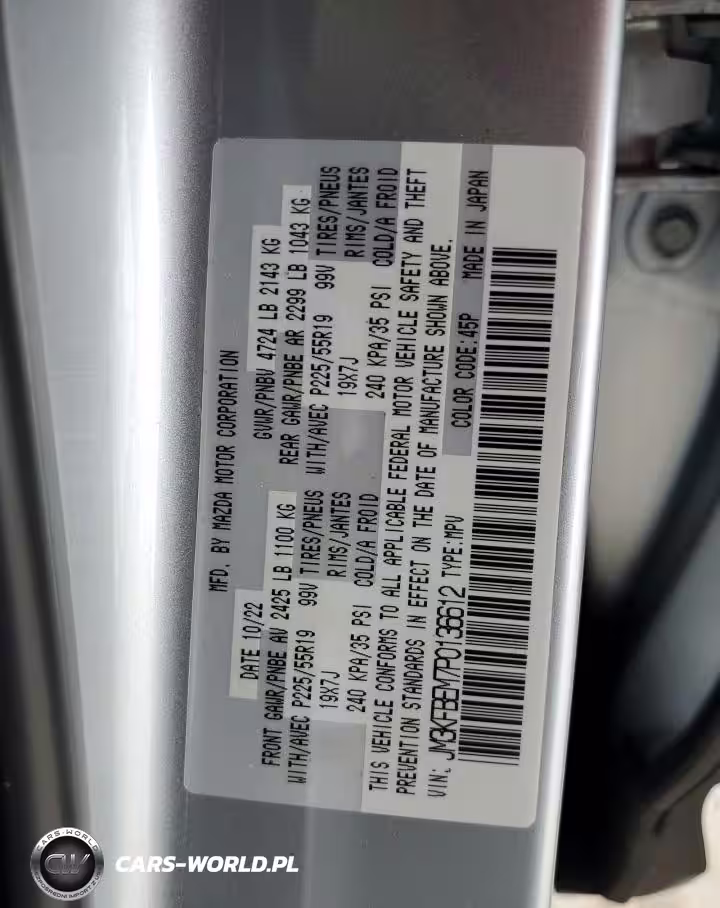 MFD. BY MAZDA MOTOR CORPORATION
DATE 10/22
GVWR/PNBV 4724 LB 2143 KG
FRONT GAWR/PNBE AV 2425 LB 1100 KG
REAR GAWR/PNBE AR 2299 LB 1043 KG
WITH/AVEC P225/55R19 99V TIRES/PNEUS
WITH/AVEC P225/55R19 99V TIRES/PNEUS
19X7J RIMS/JANTES
19X7J RIMS/JANTES
240 KPA/35 PSI COLD/A FROID
240 KPA/35 PSI COLD/A FROID
THIS VEHICLE CONFORMS TO ALL APPLICABLE FEDERAL MOTOR VEHICLE SAFETY AND THEFT
PREVENTION STANDARDS IN EFFECT ON THE DATE OF MANUFACTURE SHOWN ABOVE.
VIN: JM3KFBEM7P0136612 TYPE:MPV
COLOR CODE:45P MADE IN JAPAN
CARS-WORLD
CW
CARS-WORLD.PL